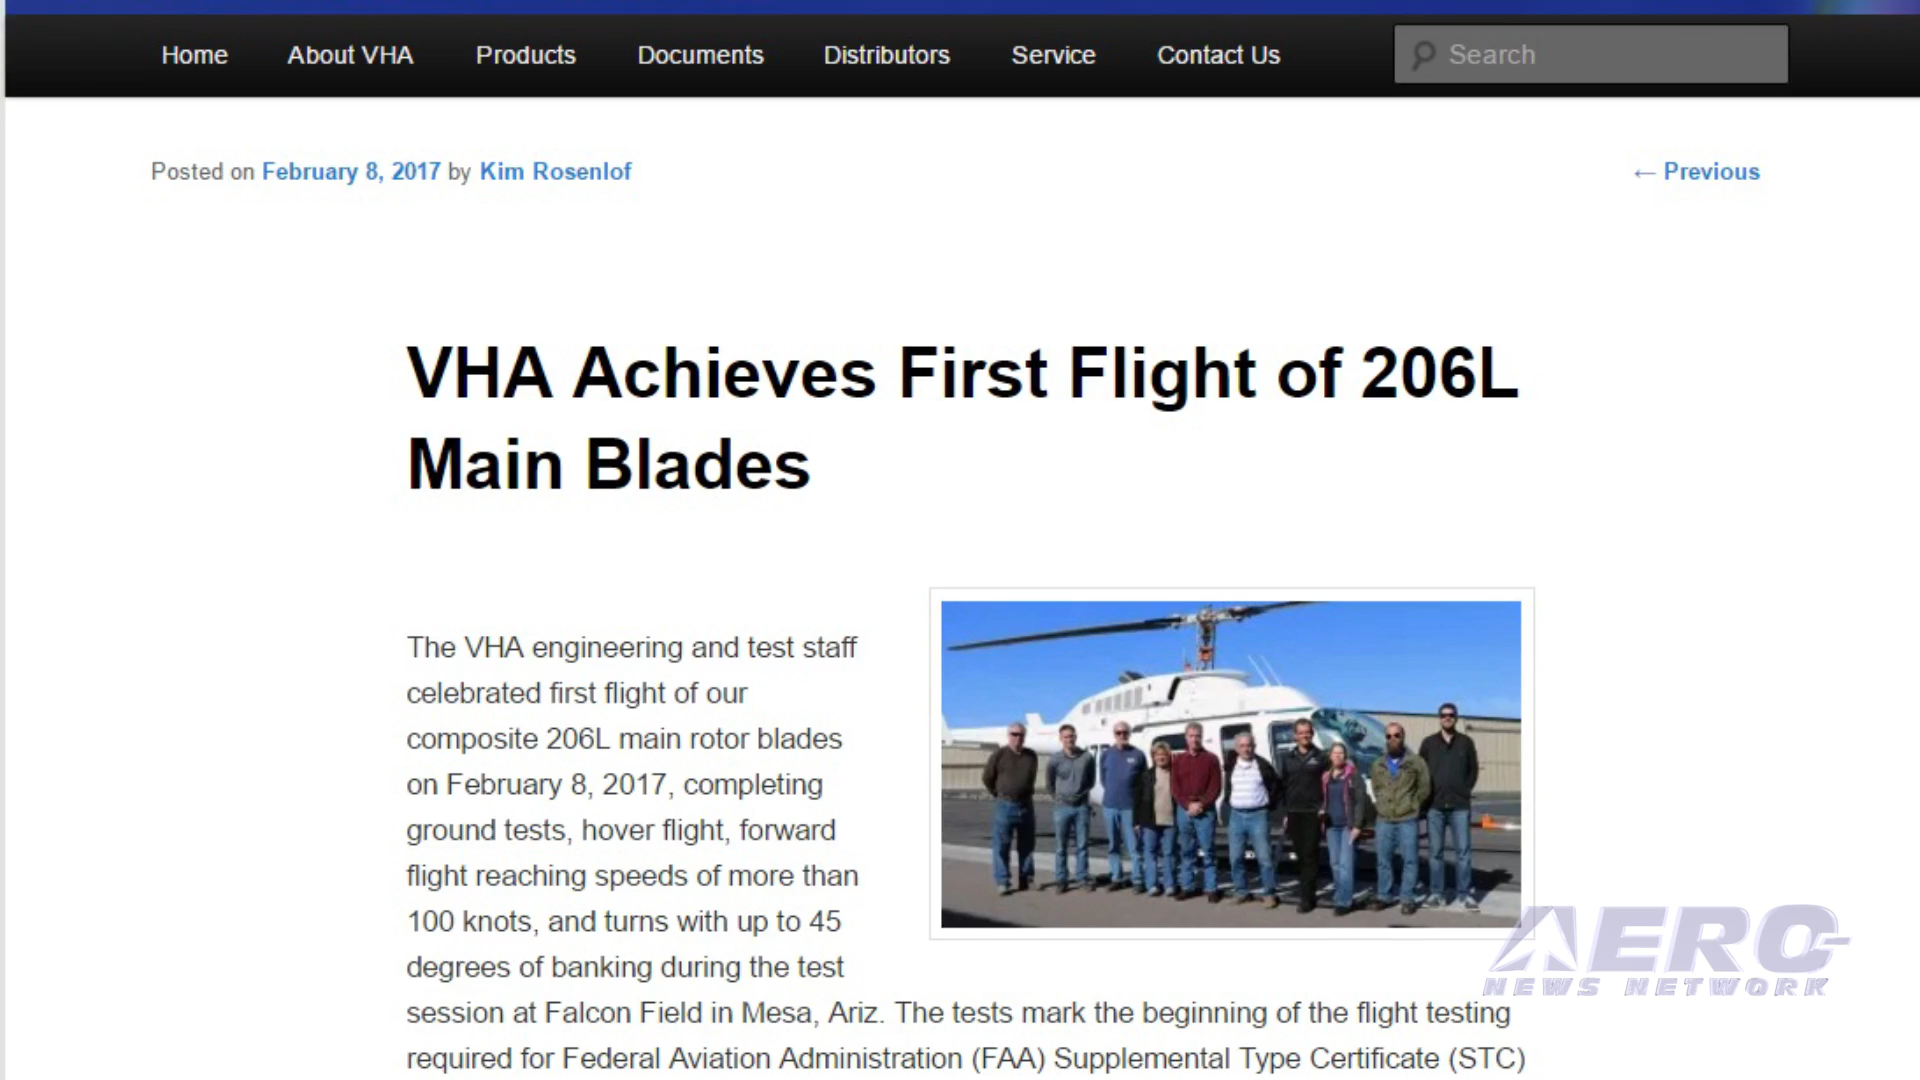 Home About VHA Products Documents Distributors Service Contact Us Search
Posted on February 8, 2017 by Kim Rosenlof ← Previous
VHA Achieves First Flight of 206L
Main Blades
The VHA engineering and test staff
celebrated first flight of our
composite 206L main rotor blades
on February 8, 2017, completing
ground tests, hover flight, forward
flight reaching speeds of more than
100 knots, and turns with up to 45
degrees of banking during the test
session at Falcon Field in Mesa, Ariz. The tests mark the beginning of the flight testing
required for Federal Aviation Administration (FAA) Supplemental Type Certificate (STC)
AERO
NEWS NETWORK